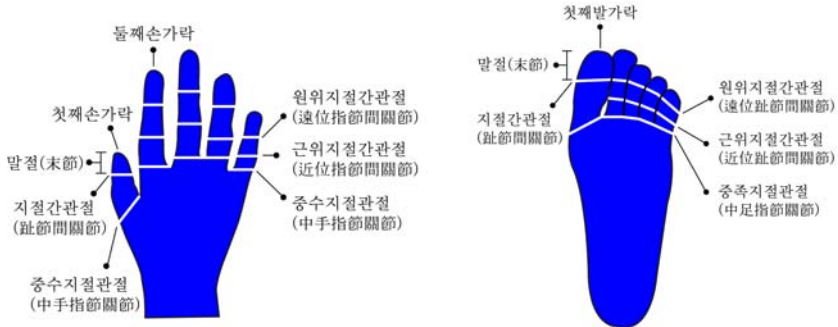 둘째손가락
첫째손가락
말절(末節)
지절간관절
(趾節間關節)
중수지절관절
(中手指節關節)
원위지절간관절
(遠位指節間關節)
근위지절간관절
(近位指節間關節)
중수지절관절
(中手指節關節)
첫째발가락
말절(末節)
지절간관절
(趾節間關節)
원위지절간관절
(遠位趾節間關節)
근위지절간관절
(近位趾節間關節)
중족지절관절
(中足指節關節)